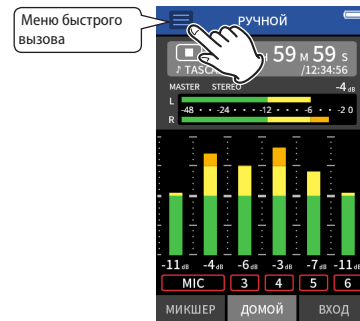 Меню быстрого
вызова
РУЧНОЙ
59 М 59 S
♪ TASCA
/12:34:56
MASTER STEREO
-4 dB
L
-48 · · · -24 · · · · -12 · · · -6 · · -2 0
R
-11 dB -4 dB -6 dB -3 dB -7 dB -11 dB
MIC 3 4 5 6
МИКШЕР ДОМОЙ ВХОД